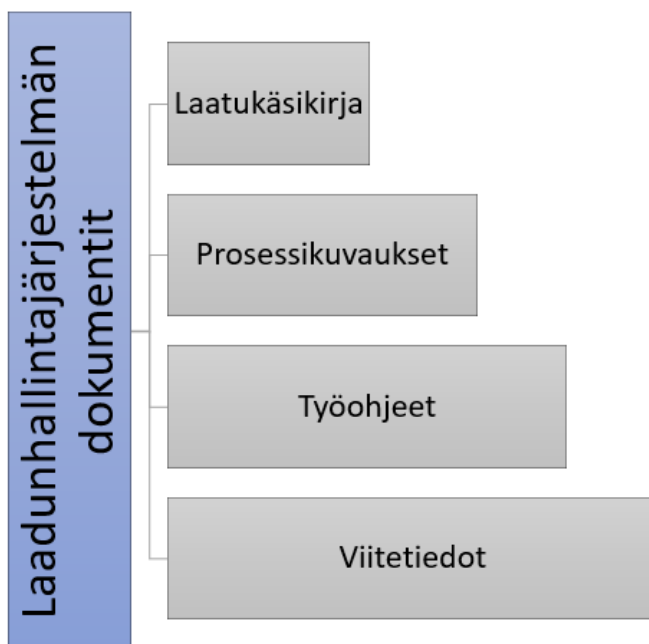 Laadunhallintajärjestelmän
dokumentit
Laatukäsikirja
Prosessikuvaukset
Työohjeet
Viitetiedot